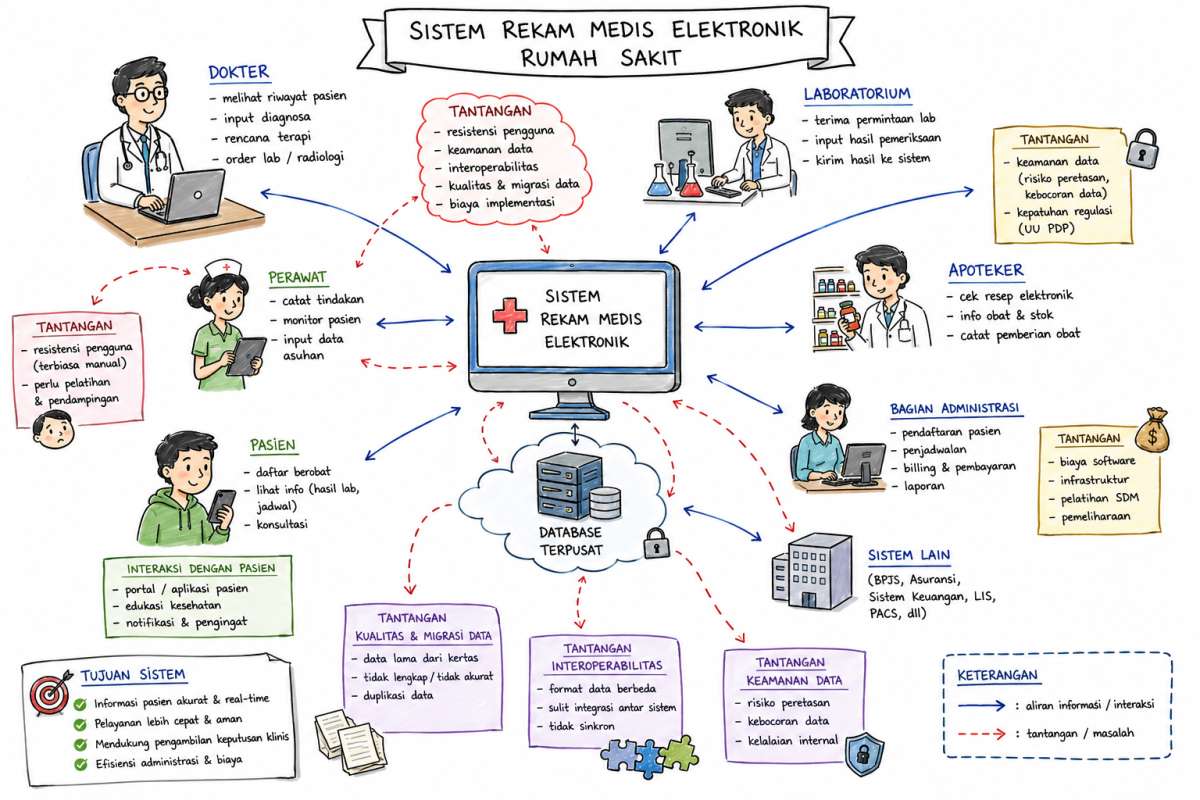 SISTEM REKAM MEDIS ELEKTRONIK
RUMAH SAKIT
DOKTER
- melihat riwayat pasien
- input diagnosa
- rencana terapi
- order lab / radiologi
TANTANGAN
- resistensi pengguna
- keamanan data
- interoperabilitas
- kualitas & migrasi data
- biaya implementasi
LABORATORIUM
- terima permintaan lab
- input hasil pemeriksaan
- kirim hasil ke sistem
TANTANGAN
- keamanan data
(risiko peretasan,
kebocoran data)
- kepatuhan regulasi
(UU PDP)
PERAWAT
- catat tindakan
- monitor pasien
- input data
asuhan
TANTANGAN
- resistensi pengguna
(terbiasa manual)
- perlu pelatihan
& pendampingan
SISTEM
REKAM MEDIS
ELEKTRONIK
APOTEKER
- cek resep elektronik
- info obat & stok
- catat pemberian obat
BAGIAN ADMINISTRASI
- pendaftaran pasien
- penjadwalan
- billing & pembayaran
- laporan
TANTANGAN
- biaya software
- infrastruktur
- pelatihan SDM
- pemeliharaan
$
PASIEN
- daftar berobat
- lihat info (hasil lab,
jadwal)
- konsultasi
DATABASE
TERPUSAT
SISTEM LAIN
(BPJS, Asuransi,
Sistem Keuangan, LIS,
PACS, dll)
INTERAKSI DENGAN PASIEN
- portal / aplikasi pasien
- edukasi kesehatan
- notifikasi & pengingat
TANTANGAN
KUALITAS & MIGRASI DATA
- data lama dari kertas
- tidak lengkap / tidak akurat
- duplikasi data
TANTANGAN
INTEROPERABILITAS
- format data berbeda
- sulit integrasi antar sistem
- tidak sinkron
TANTANGAN
KEAMANAN DATA
- risiko peretasan
- kebocoran data
- kelalaian internal
TUJUAN SISTEM
Informasi pasien akurat & real-time
Pelayanan lebih cepat & aman
Mendukung pengambilan keputusan klinis
Efisiensi administrasi & biaya
KETERANGAN
: aliran informasi / interaksi
: tantangan / masalah